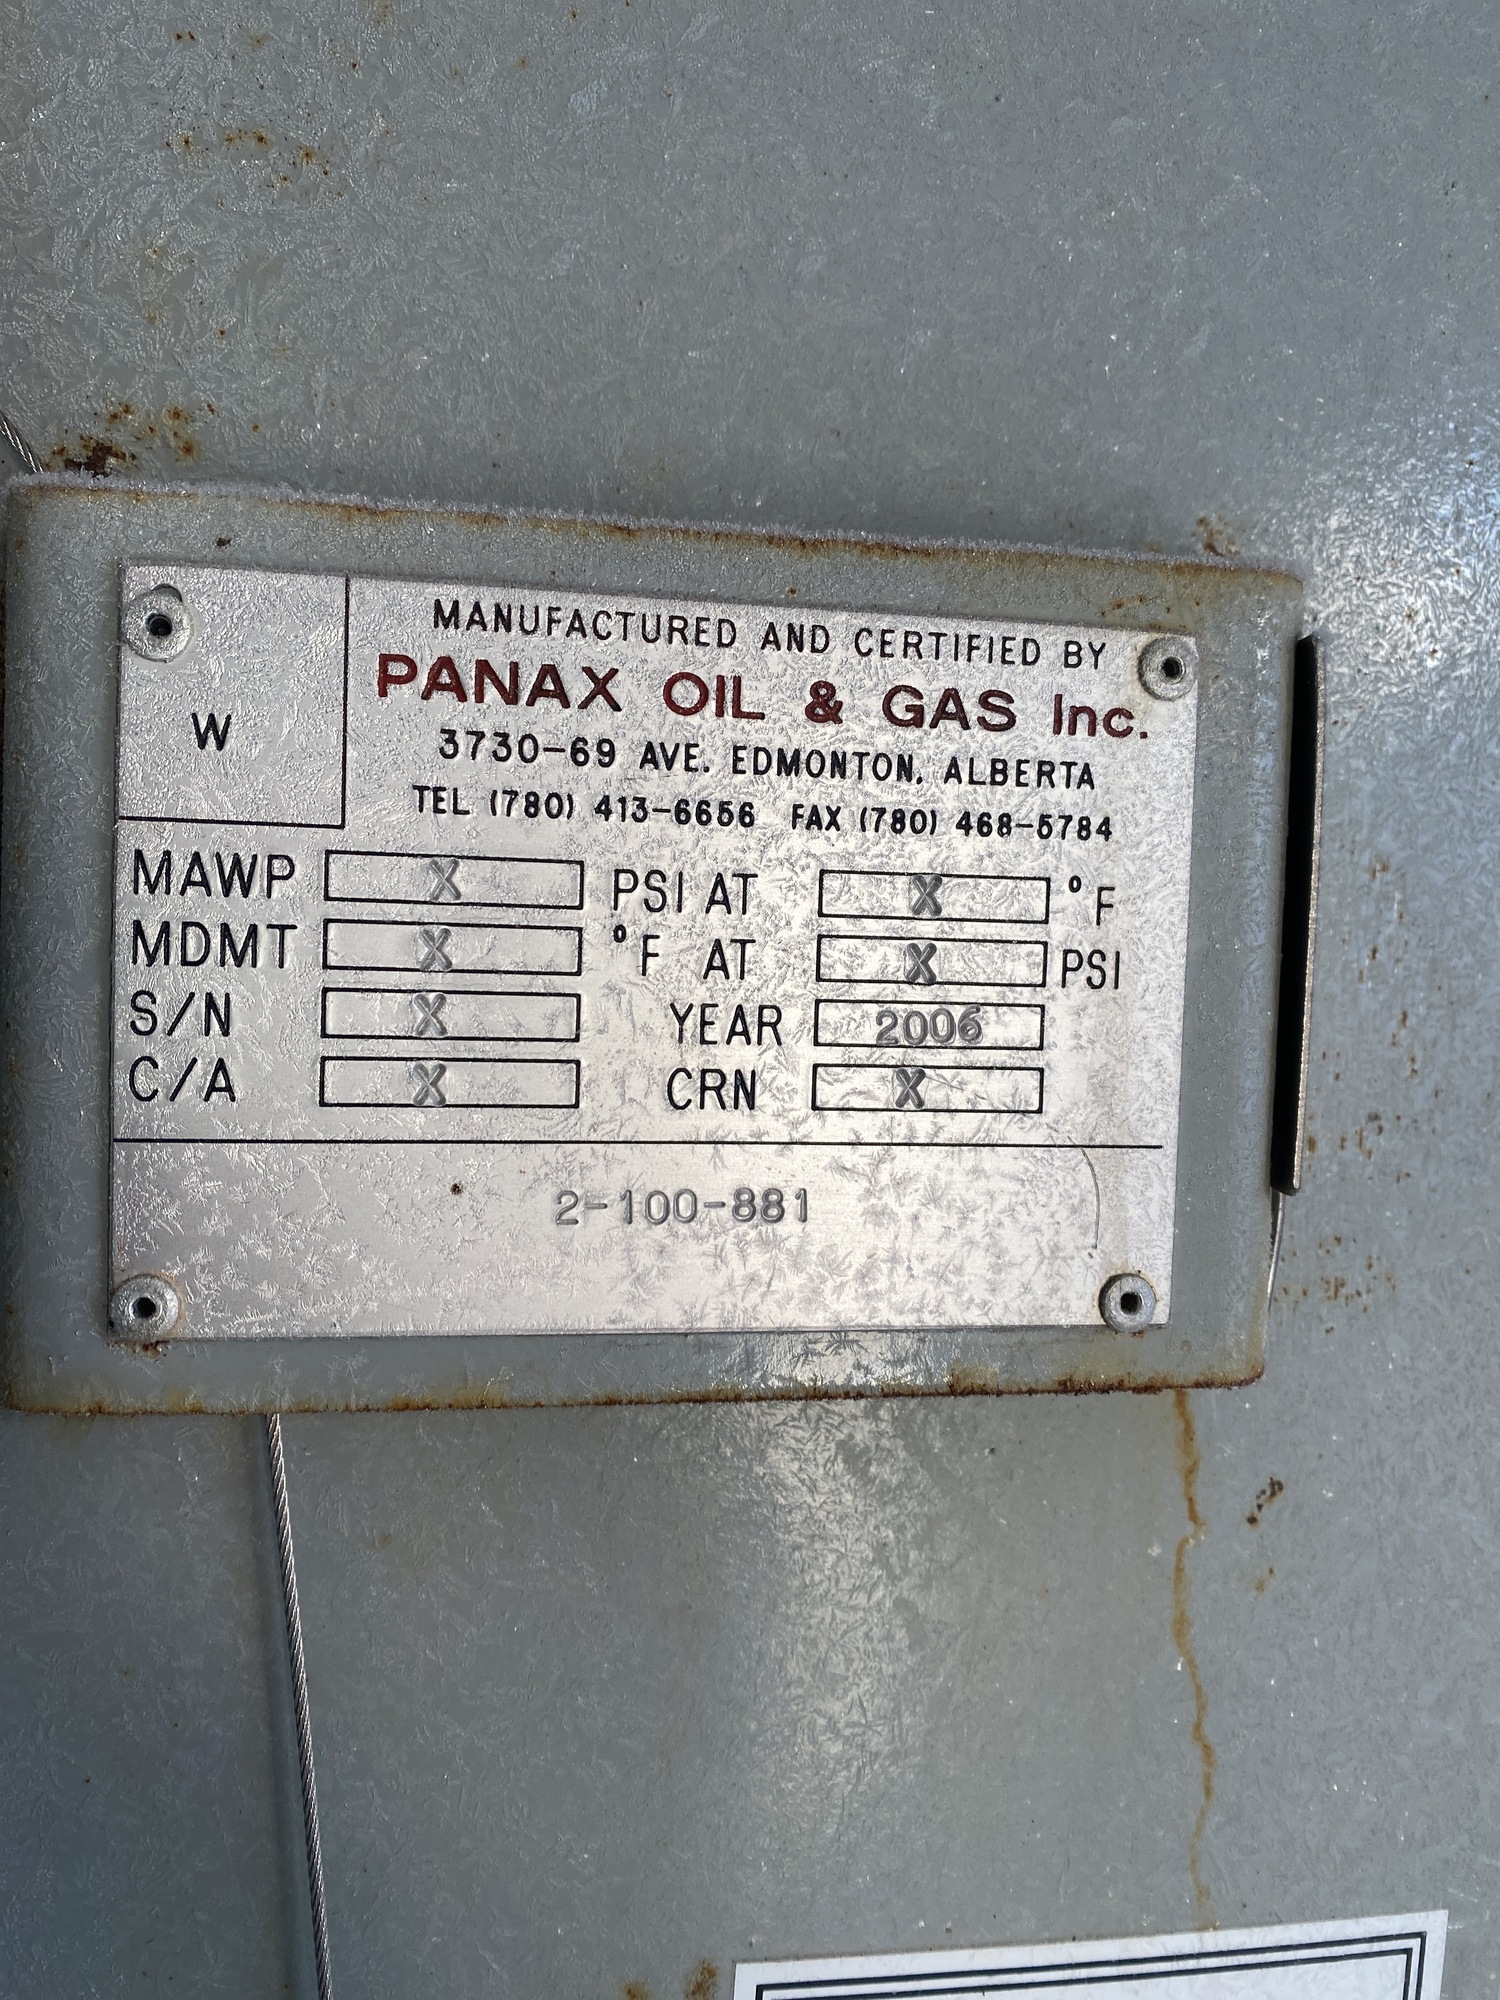 W
MANUFACTURED AND CERTIFIED BY
PANAX OIL & GAS Inc.
3730-69 AVE. EDMONTON, ALBERTA
TEL (780) 413-6656 FAX (780) 468-5784
MAWP X PSI AT X °F
MDMT X °F AT X PSI
S/N X YEAR 2006
C/A X CRN X
2-100-881